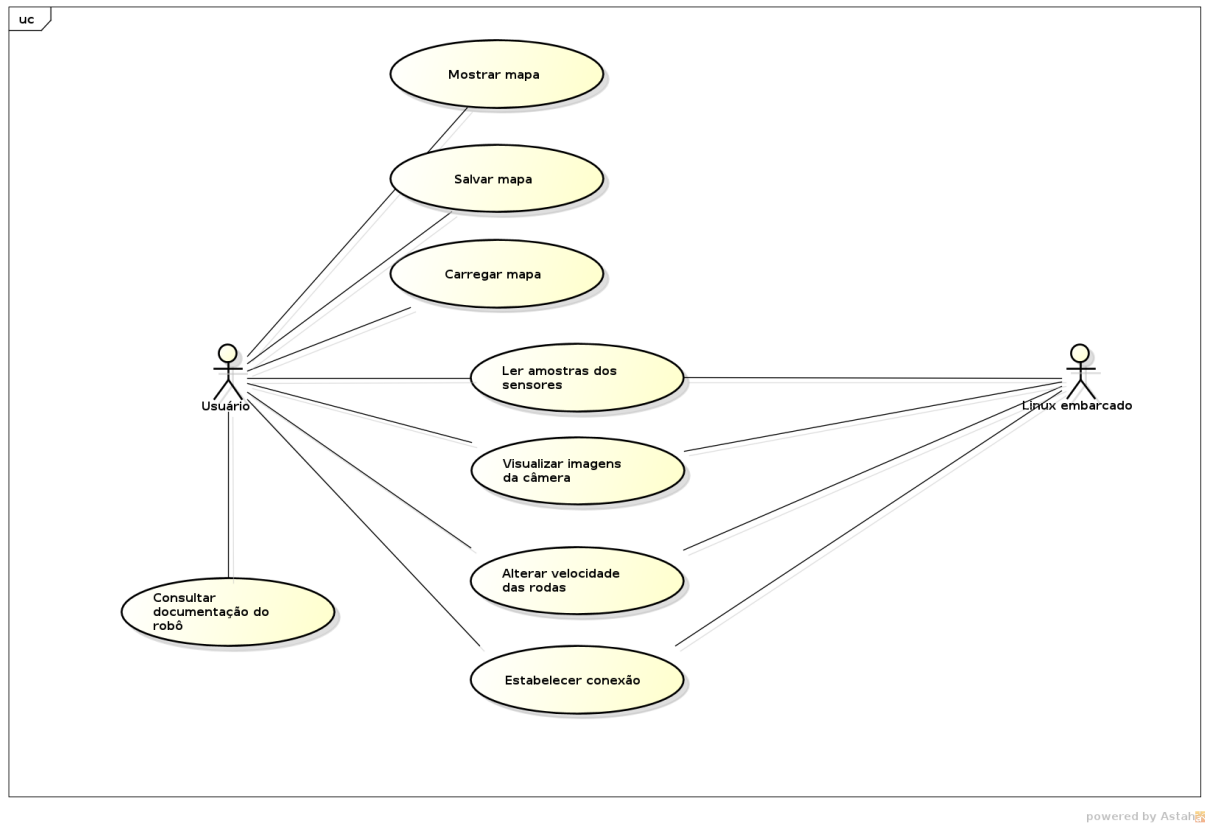 uc
Mostrar mapa
Salvar mapa
Carregar mapa
Ler amostras dos
sensores
Usuário
Linux embarcado
Visualizar imagens
da câmera
Alterar velocidade
das rodas
Consultar
documentação do
robô
Estabelecer conexão
powered by Astah